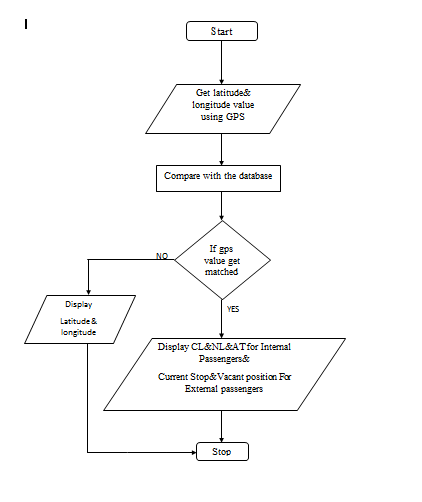 I
Start
Get latitude&
longitude value
using GPS
Compare with the database
If gps
value get
matched
NO
YES
Display
Latitude &
longitude
Display CL&NL&AT for Internal
Passengers&
Current Stop&Vacant position For
External passengers
Stop